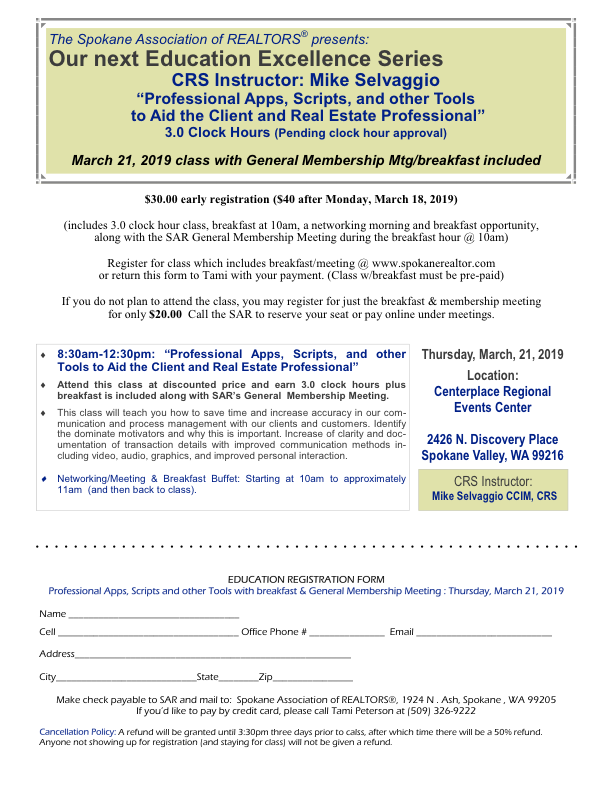 The Spokane Association of REALTORS® presents:
Our next Education Excellence Series
CRS Instructor: Mike Selvaggio
“Professional Apps, Scripts, and other Tools
to Aid the Client and Real Estate Professional”
3.0 Clock Hours (Pending clock hour approval)
March 21, 2019 class with General Membership Mtg/breakfast included
$30.00 early registration ($40 after Monday, March 18, 2019)
(includes 3.0 clock hour class, breakfast at 10am, a networking morning and breakfast opportunity,
along with the SAR General Membership Meeting during the breakfast hour @ 10am)
Register for class which includes breakfast/meeting @ www.spokanerealtor.com
or return this form to Tami with your payment. (Class w/breakfast must be pre-paid)
If you do not plan to attend the class, you may register for just the breakfast & membership meeting
for only $20.00 Call the SAR to reserve your seat or pay online under meetings.
♦ 8:30am-12:30pm: “Professional Apps, Scripts, and other
Tools to Aid the Client and Real Estate Professional”
♦ Attend this class at discounted price and earn 3.0 clock hours plus
breakfast is included along with SAR’s General Membership Meeting.
♦ This class will teach you how to save time and increase accuracy in our com-
munication and process management with our clients and customers. Identify
the dominate motivators and why this is important. Increase of clarity and doc-
umentation of transaction details with improved communication methods in-
cluding video, audio, graphics, and improved personal interaction.
♦ Networking/Meeting & Breakfast Buffet: Starting at 10am to approximately
11am (and then back to class).
Thursday, March, 21, 2019
Location:
Centerplace Regional
Events Center
2426 N. Discovery Place
Spokane Valley, WA 99216
CRS Instructor:
Mike Selvaggio CCIM, CRS
EDUCATION REGISTRATION FORM
Professional Apps, Scripts and other Tools with breakfast & General Membership Meeting : Thursday, March 21, 2019
Name ___________________________________
Cell _____________________________________ Office Phone # _______________ Email ____________________________
Address_________________________________________________________
City_____________________________State________Zip________________
Make check payable to SAR and mail to: Spokane Association of REALTORS®, 1924 N . Ash, Spokane , WA 99205
If you’d like to pay by credit card, please call Tami Peterson at (509) 326-9222
Cancellation Policy: A refund will be granted until 3:30pm three days prior to calss, after which time there will be a 50% refund.
Anyone not showing up for registration (and staying for class) will not be given a refund.